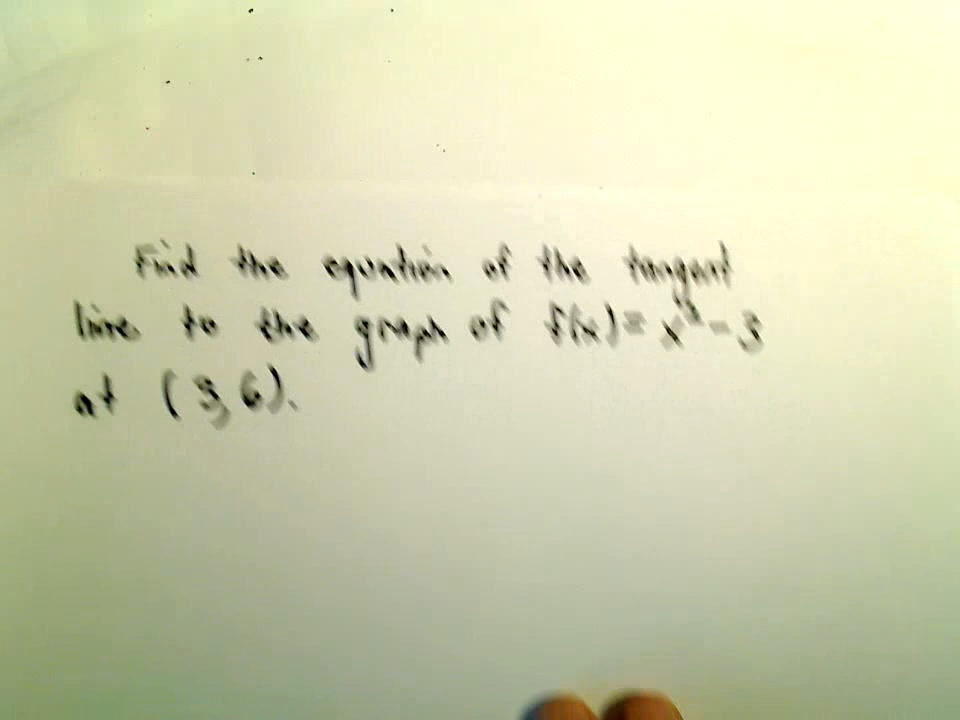 Find the equation of the tangent
line to the graph of f(x) = x² - 3
at (3, 6).